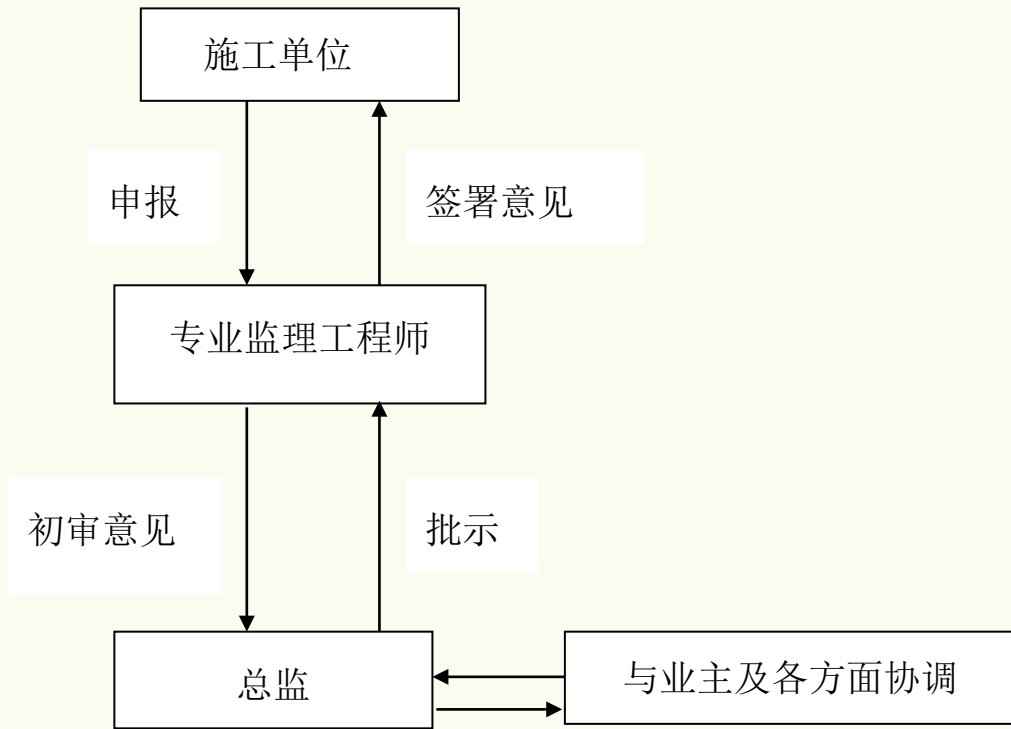 施工单位
申报
签署意见
专业监理工程师
初审意见
批示
总监
与业主及各方面协调